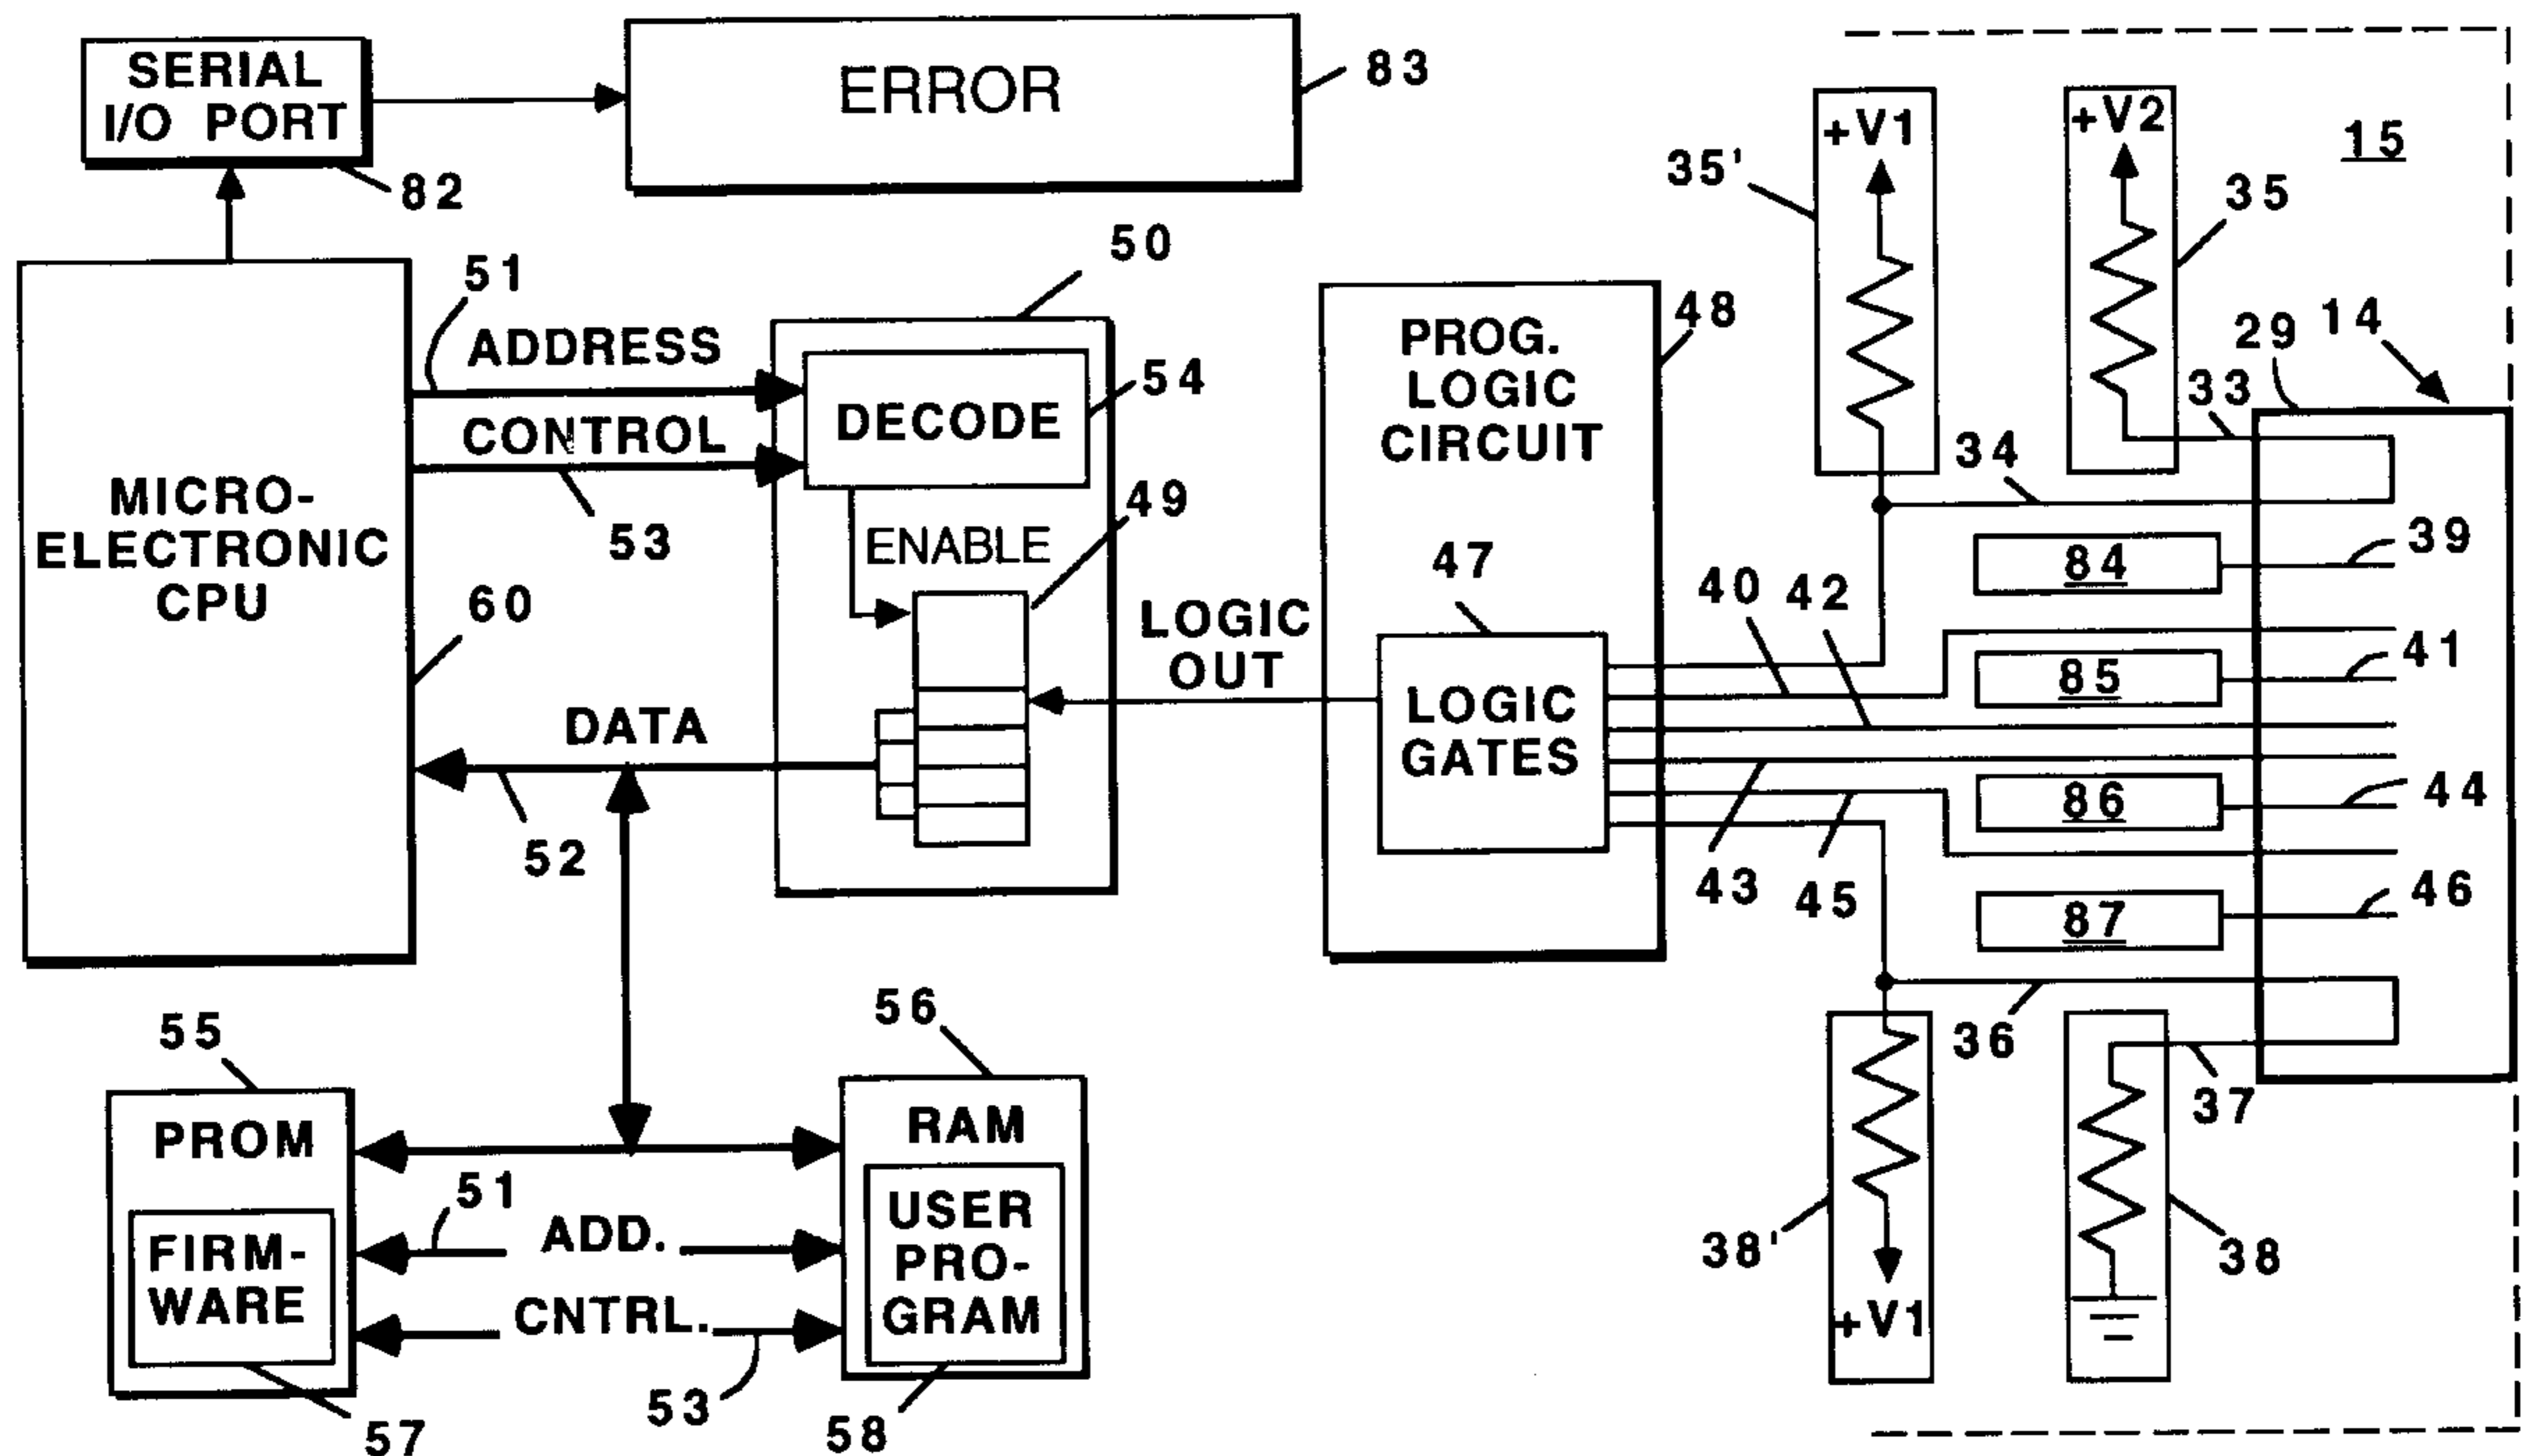 SERIAL
I/O PORT
82
ERROR
83
MICRO-
ELECTRONIC
CPU
60
51
ADDRESS
CONTROL
53
50
DECODE
54
ENABLE
49
DATA
52
LOGIC
OUT
PROG.
LOGIC
CIRCUIT
48
47
LOGIC
GATES
35'
+V1
+V2
35
15
14
29
33
34
39
84
40
42
41
85
43
45
44
86
46
87
36
37
38'
+V1
38
55
PROM
FIRM-
WARE
57
51
ADD.
CNTRL.
53
56
RAM
USER
PRO-
GRAM
58